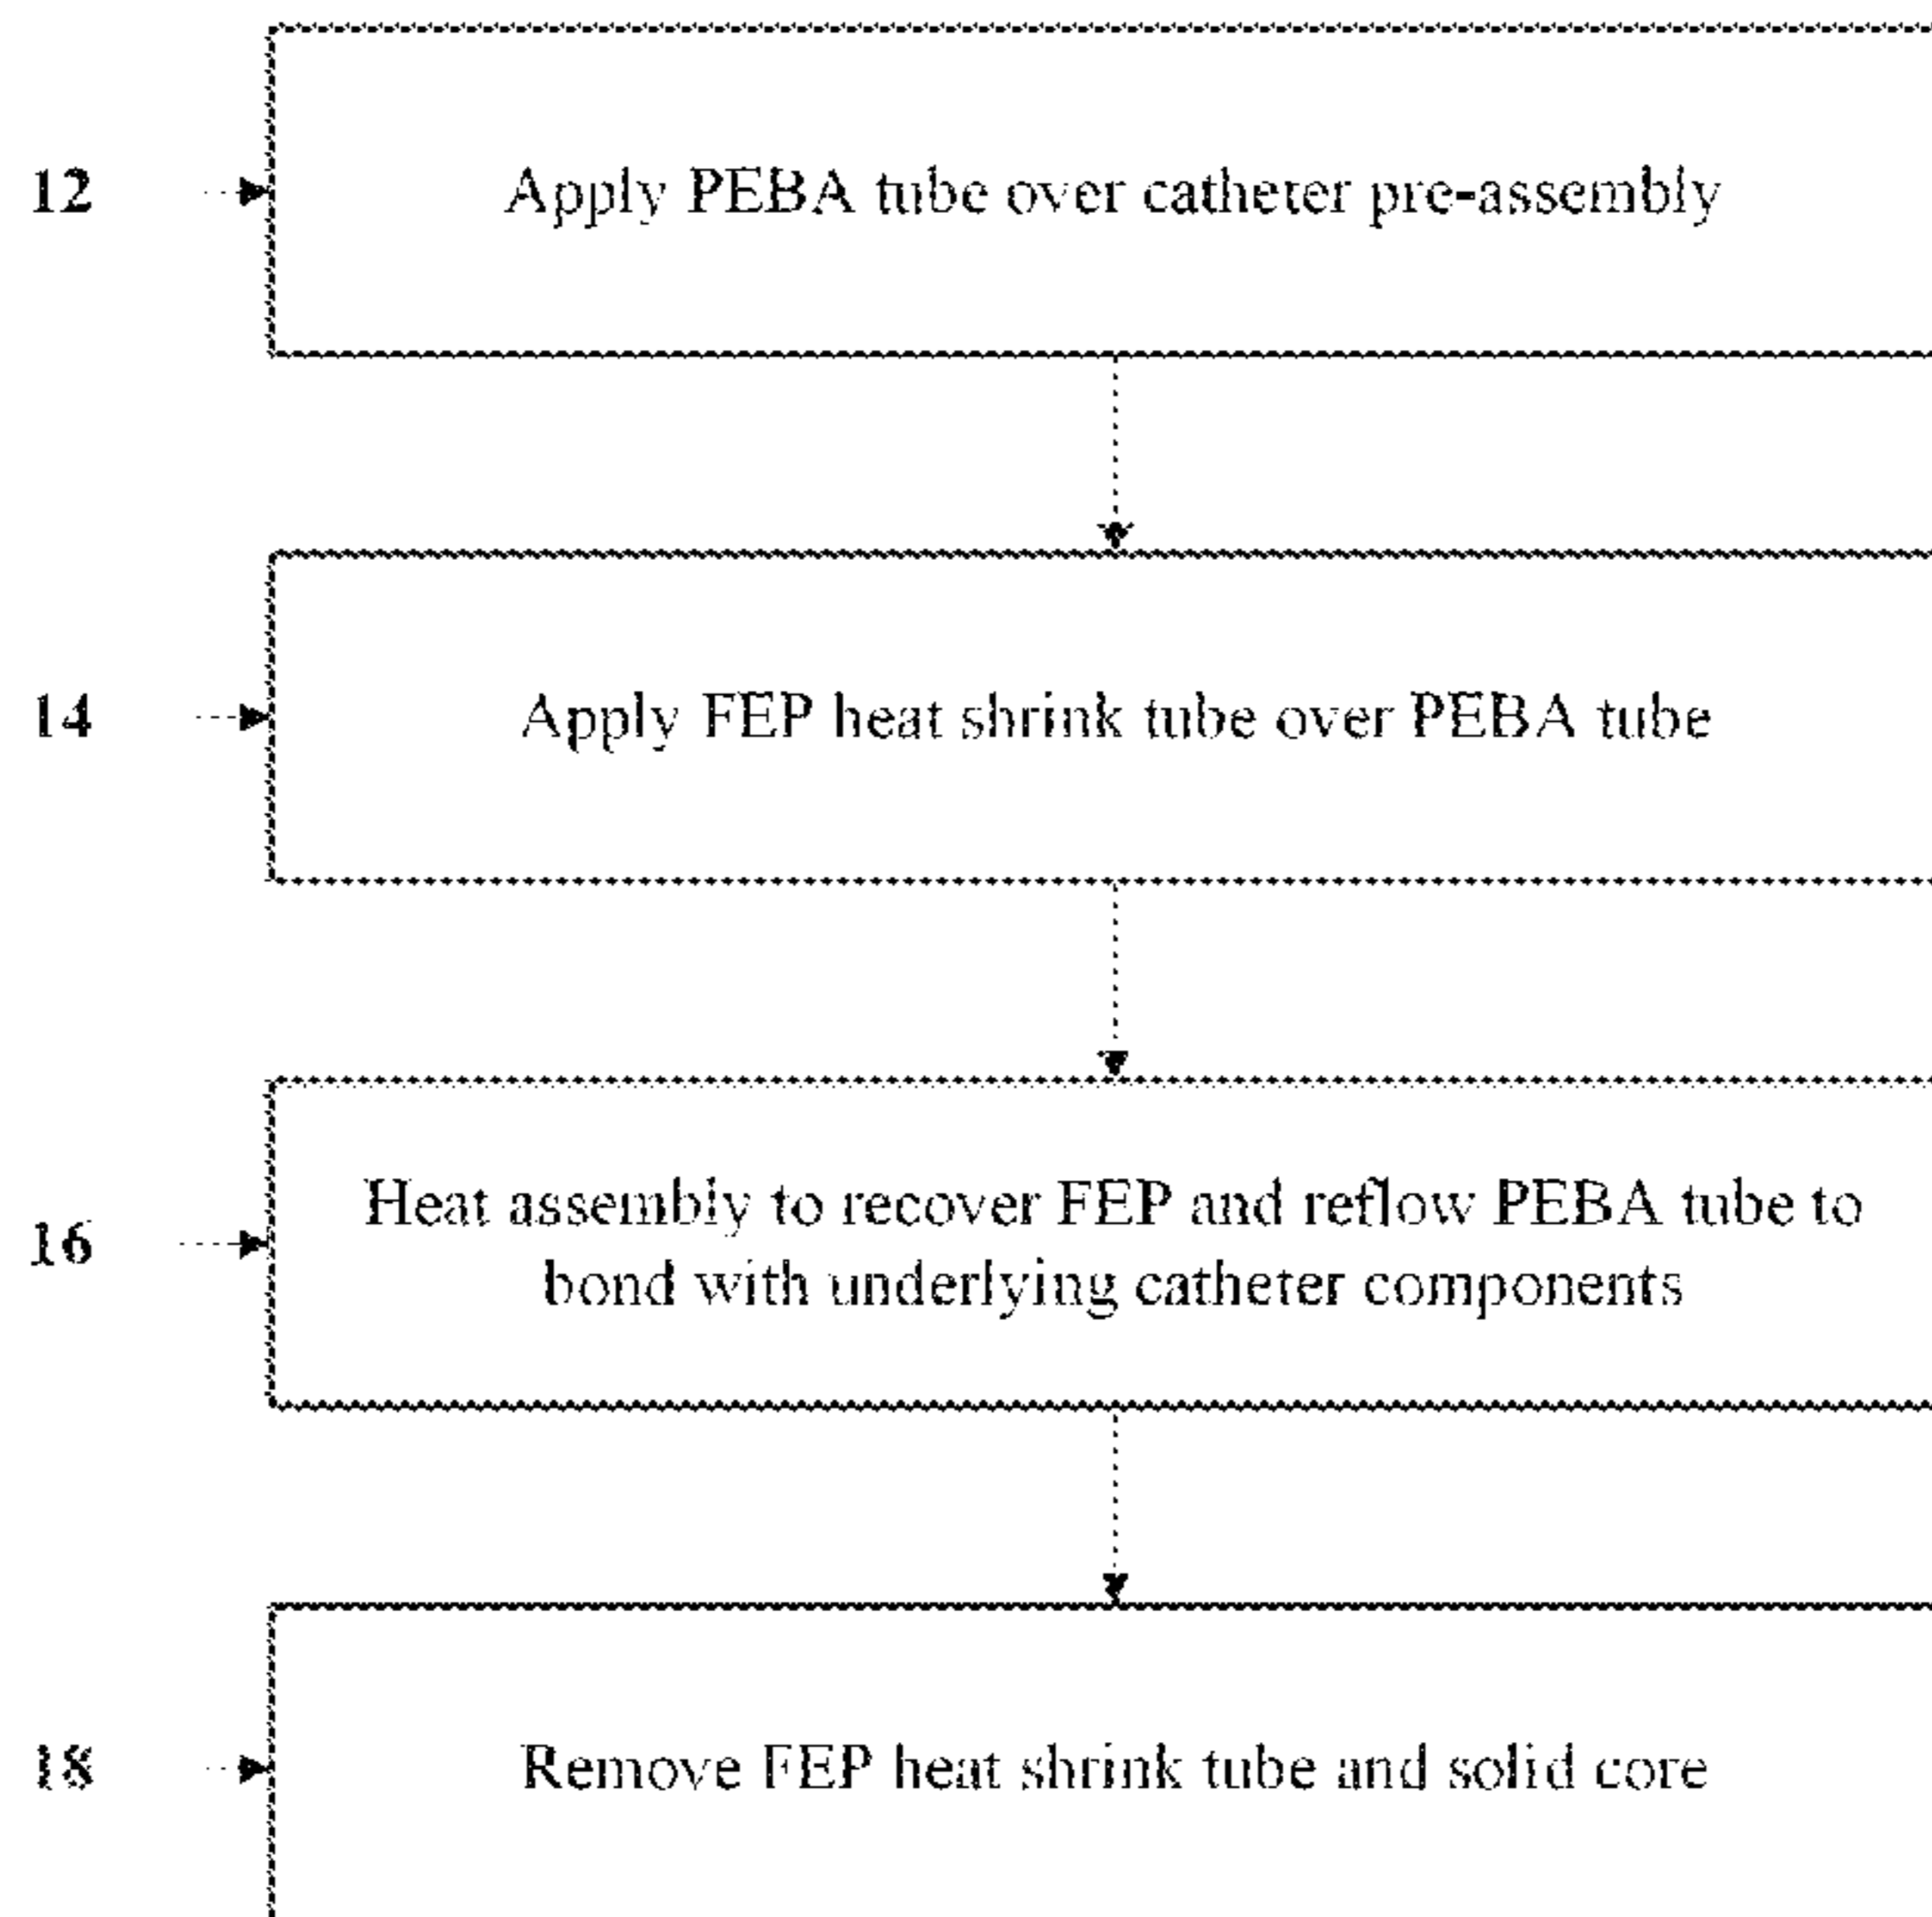 12
Apply PEBA tube over catheter pre-assembly
14
Apply FEP heat shrink tube over PEBA tube
16
Heat assembly to recover FEP and reflow PEBA tube to
bond with underlying catheter components
18
Remove FEP heat shrink tube and solid core